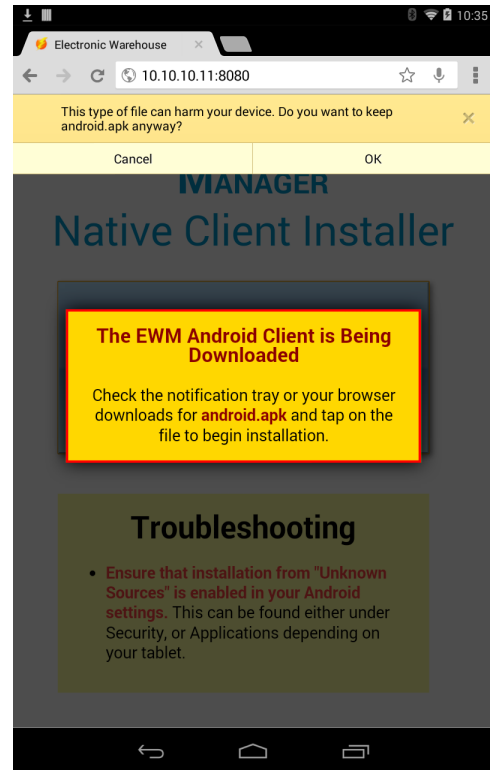 10:35
Electronic Warehouse
10.10.10.11:8080
This type of file can harm your device. Do you want to keep
android.apk anyway?
Cancel OK
MANAGER
Native Client Installer
The EWM Android Client is Being
Downloaded
Check the notification tray or your browser
downloads for android.apk and tap on the
file to begin installation.
Troubleshooting
• Ensure that installation from "Unknown
Sources" is enabled in your Android
settings. This can be found either under
Security, or Applications depending on
your tablet.